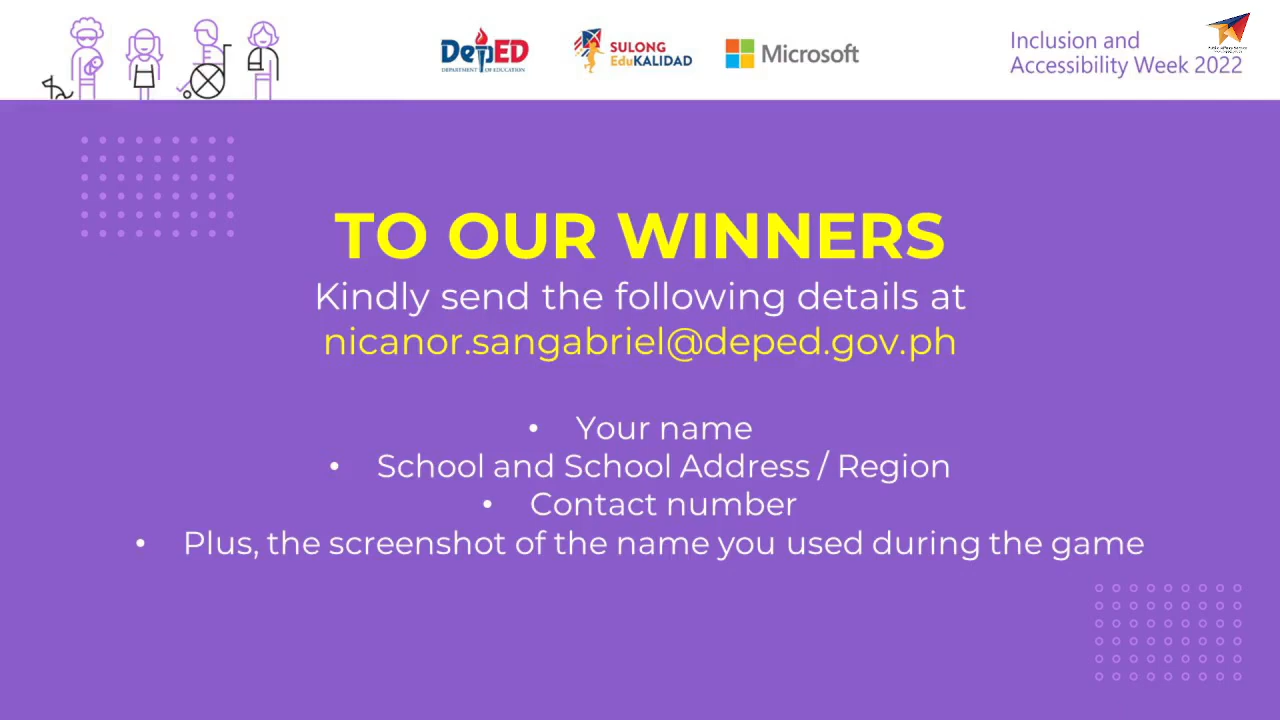 DepED
DEPARTMENT OF EDUCATION
SULONG
EduKALIDAD
Microsoft
Inclusion and
Accessibility Week 2022
TO OUR WINNERS
Kindly send the following details at
nicanor.sangabriel@deped.gov.ph
• Your name
• School and School Address / Region
• Contact number
• Plus, the screenshot of the name you used during the game